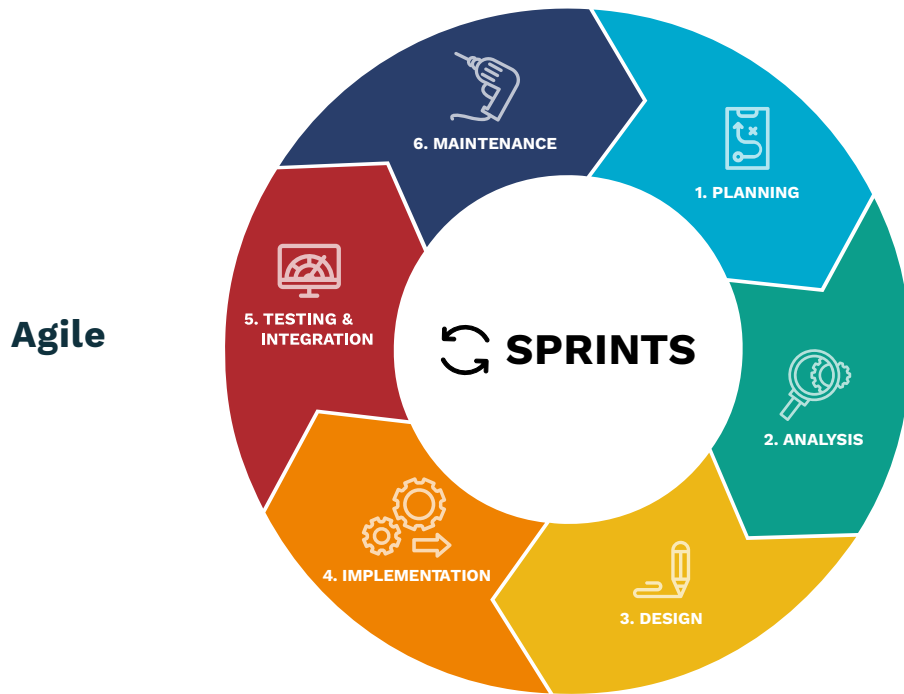 Agile
SPRINTS
1. PLANNING
2. ANALYSIS
3. DESIGN
4. IMPLEMENTATION
5. TESTING &
INTEGRATION
6. MAINTENANCE